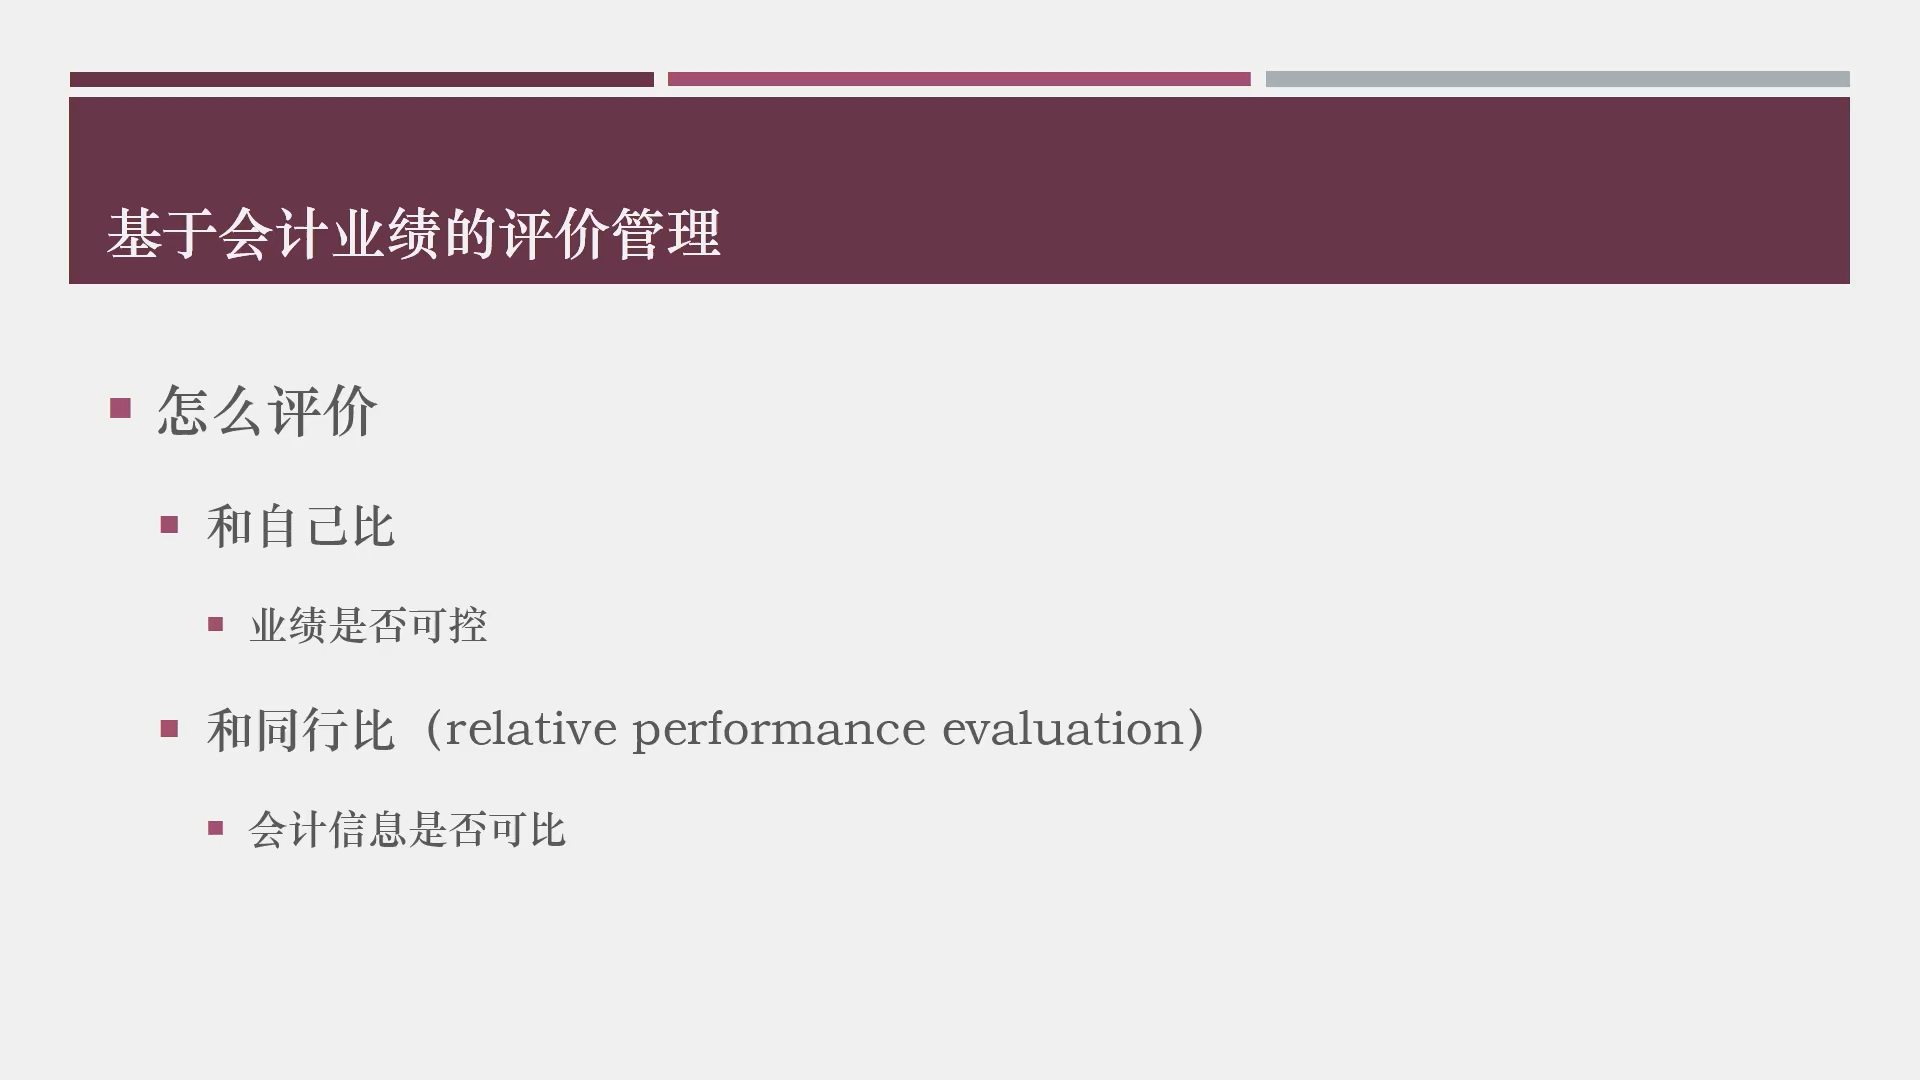 基于会计业绩的评价管理
怎么评价
和自己比
业绩是否可控
和同行比（relative performance evaluation）
会计信息是否可比